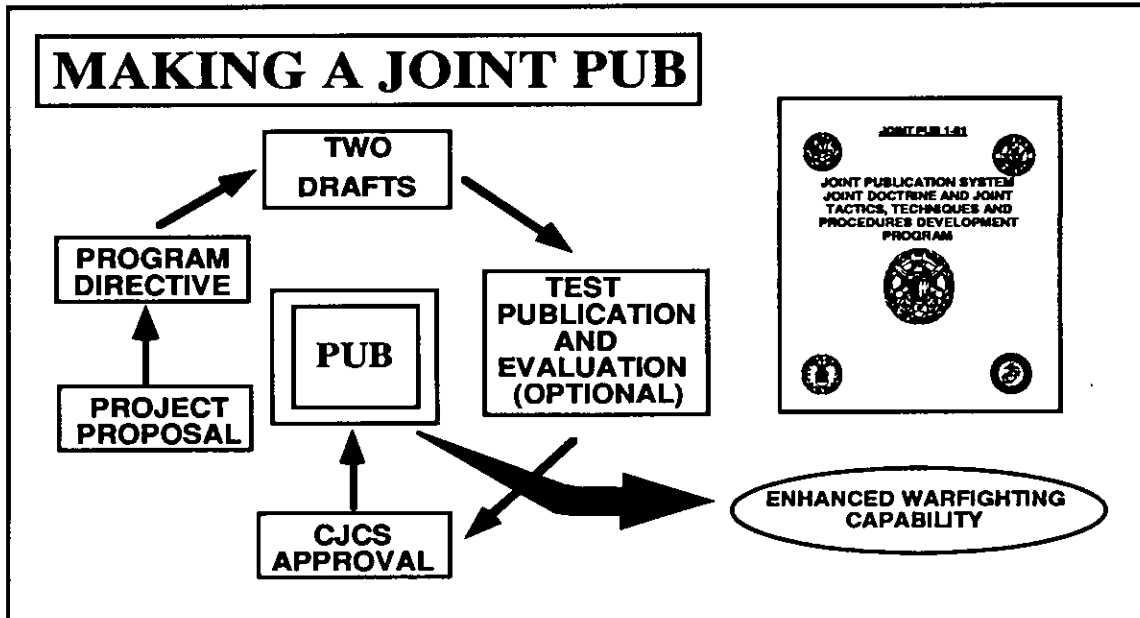 MAKING A JOINT PUB
TWO
DRAFTS
PROGRAM
DIRECTIVE
PROJECT
PROPOSAL
PUB
TEST
PUBLICATION
AND
EVALUATION
(OPTIONAL)
CJCS
APPROVAL
JOINT PUB 1-01
JOINT PUBLICATION SYSTEM
JOINT DOCTRINE AND JOINT
TACTICS, TECHNIQUES AND
PROCEDURES DEVELOPMENT
PROGRAM
ENHANCED WARFIGHTING
CAPABILITY